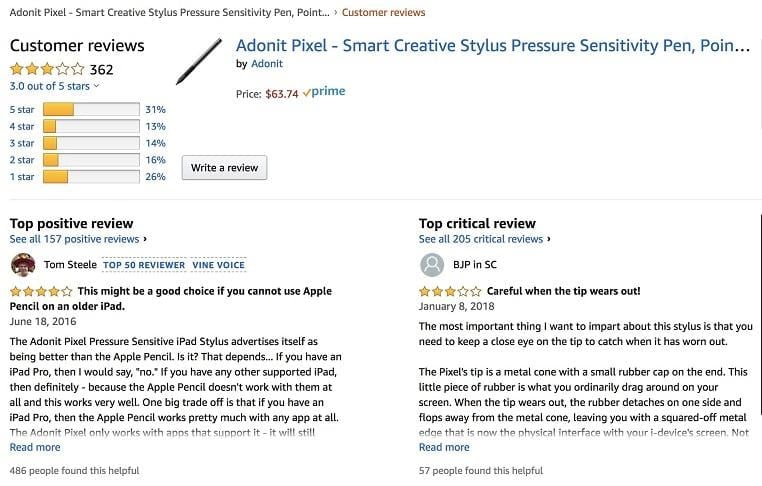 Adonit Pixel - Smart Creative Stylus Pressure Sensitivity Pen, Point... › Customer reviews
Customer reviews
362
3.0 out of 5 stars
5 star 31%
4 star 13%
3 star 14%
2 star 16%
1 star 26%
Adonit Pixel - Smart Creative Stylus Pressure Sensitivity Pen, Poin...
by Adonit
Price: $63.74 prime
Write a review
Top positive review
See all 157 positive reviews ›
Tom Steele TOP 50 REVIEWER VINE VOICE
This might be a good choice if you cannot use Apple
Pencil on an older iPad.
June 18, 2016
The Adonit Pixel Pressure Sensitive iPad Stylus advertises itself as
being better than the Apple Pencil. Is it? That depends... If you have an
iPad Pro, then I would say, "no." If you have any other supported iPad,
then definitely - because the Apple Pencil doesn't work with them at
all and this works very well. One big trade off is that if you have an
iPad Pro, then the Apple Pencil works pretty much with any app at all.
The Adonit Pixel only works with apps that support it - it will still
Read more
486 people found this helpful
Top critical review
See all 205 critical reviews ›
BJP in SC
Careful when the tip wears out!
January 8, 2018
The most important thing I want to impart about this stylus is that you
need to keep a close eye on the tip to catch when it has worn out.
The Pixel's tip is a metal cone with a small rubber cap on the end. This
little piece of rubber is what you ordinarily drag around on your
screen. When the tip wears out, the rubber detaches on one side and
flops away from the metal cone, leaving you with a squared-off metal
edge that is now the physical interface with your i-device's screen. Not
Read more
57 people found this helpful